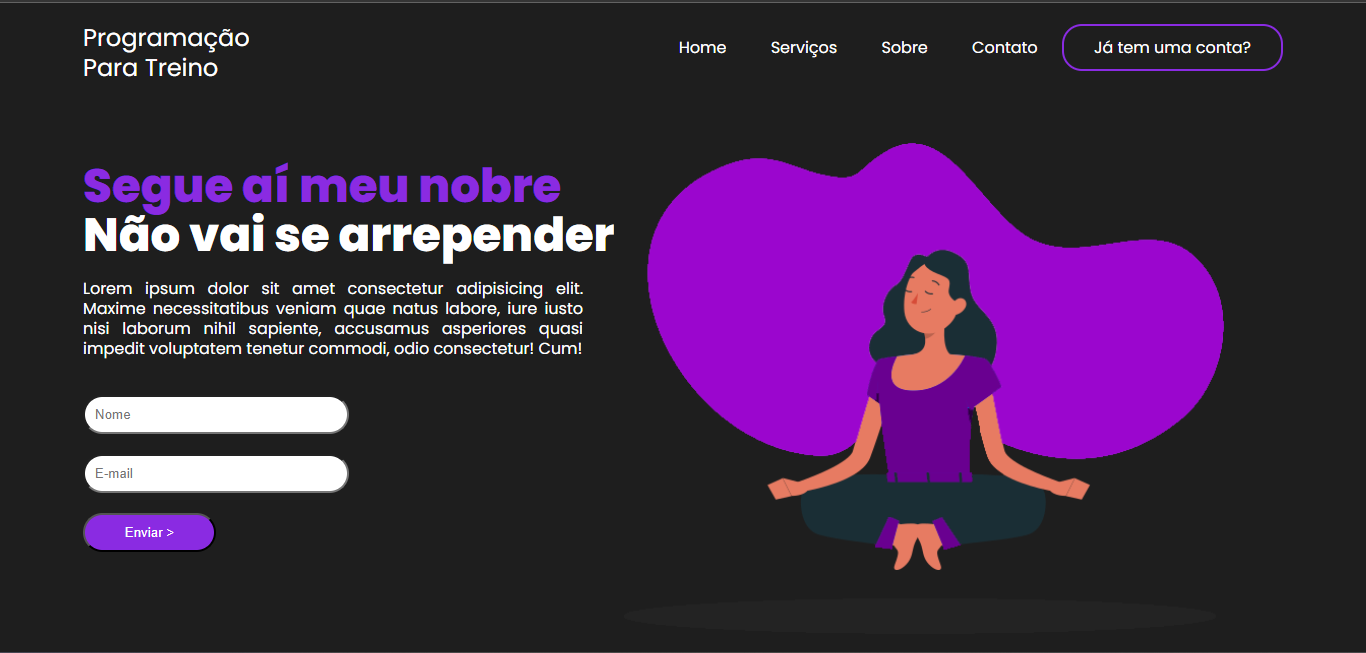 Programação
Para Treino
Home
Serviços
Sobre
Contato
Já tem uma conta?
Segue aí meu nobre
Não vai se arrepender
Lorem ipsum dolor sit amet consectetur adipisicing elit.
Maxime necessitatibus veniam quae natus labore, iure iusto
nisi laborum nihil sapiente, accusamus asperiores quasi
impedit voluptatem tenetur commodi, odio consectetur! Cum!
Nome
E-mail
Enviar >